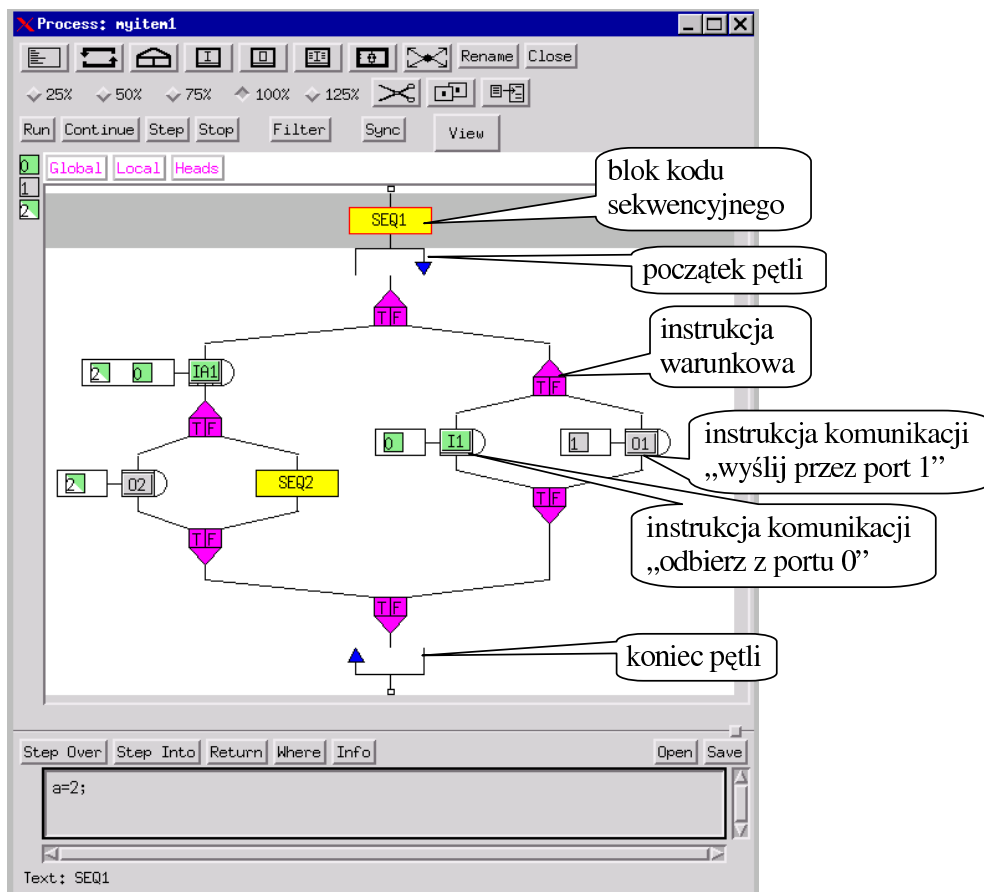 Process: myitem1
I O I Rename Close
25% 50% 75% 100% 125%
Run Continue Step Stop Filter Sync View
0 Global Local Heads
1
2
blok kodu
sekwencyjnego
SEQ1
początek pętli
T F
instrukcja
warunkowa
2 0 IA1
T F
T F
instrukcja komunikacji
„wyślij przez port 1”
0 I1
1 O1
2 O2
SEQ2
T F
T F
instrukcja komunikacji
„odbierz z portu 0”
T F
koniec pętli
Step Over Step Into Return Where Info Open Save
a=2;
Text: SEQ1